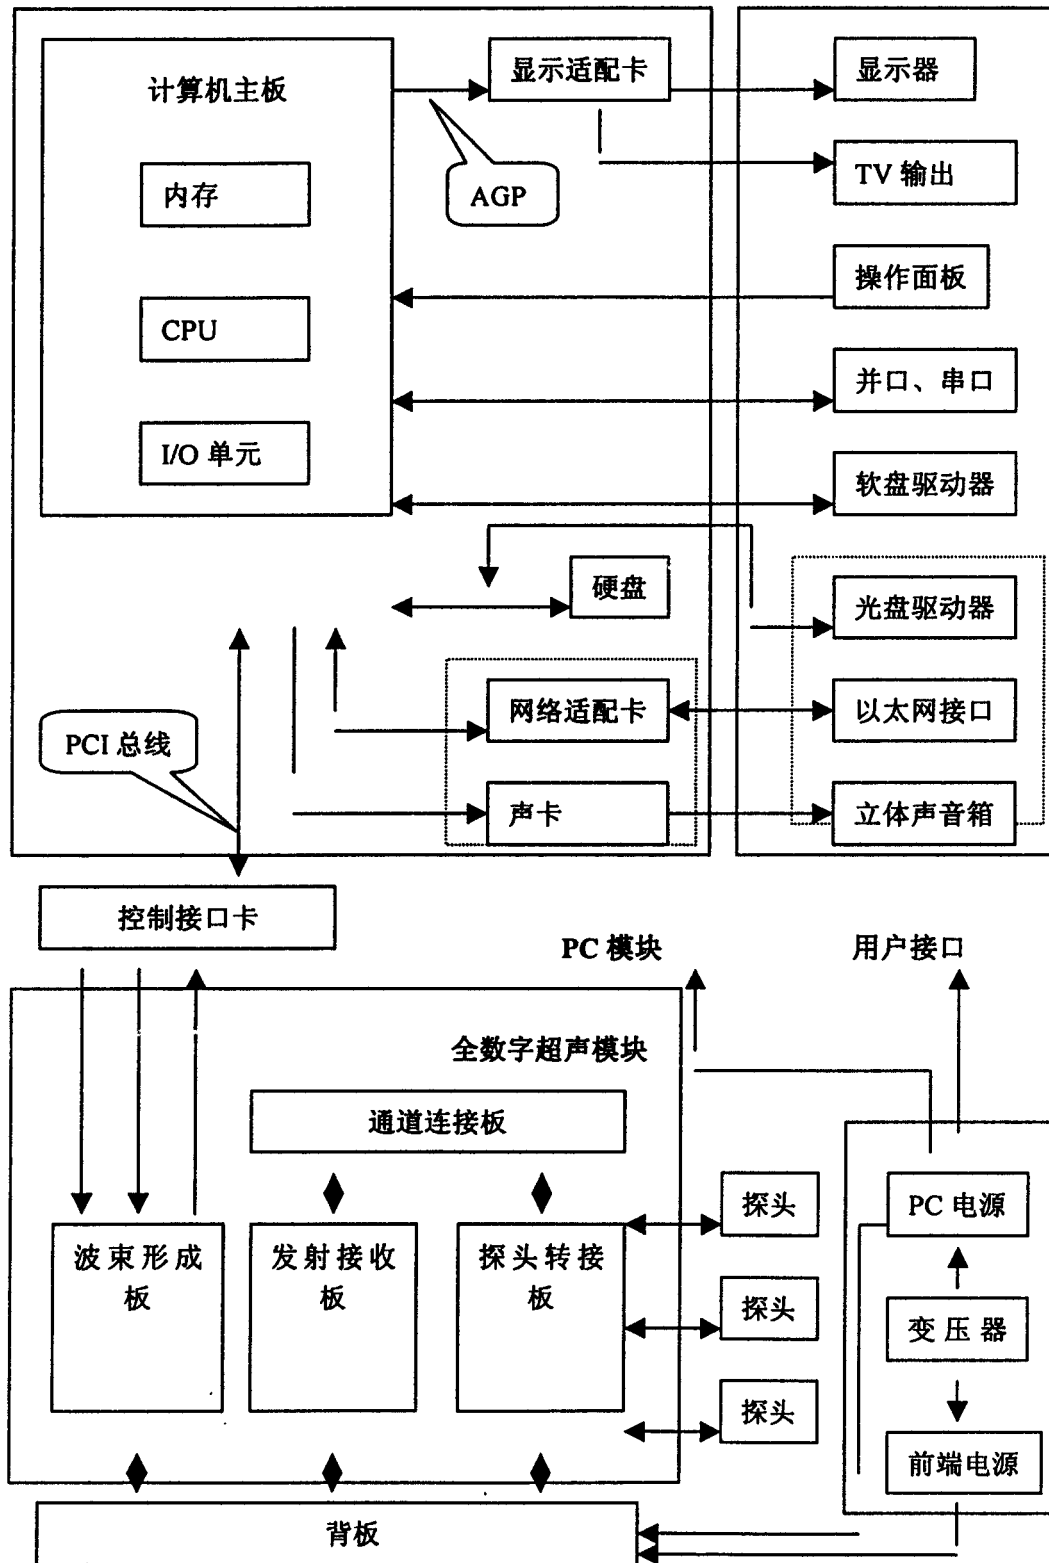 计算机主板
显示适配卡
显示器
内存
AGP
TV 输出
操作面板
CPU
并口、串口
I/O 单元
软盘驱动器
硬盘
光盘驱动器
网络适配卡
以太网接口
PCI 总线
声卡
立体声音箱
控制接口卡
PC 模块
用户接口
全数字超声模块
通道连接板
波束形成
板
发射接收
板
探头转接
板
探头
探头
探头
PC 电源
变压器
前端电源
背板